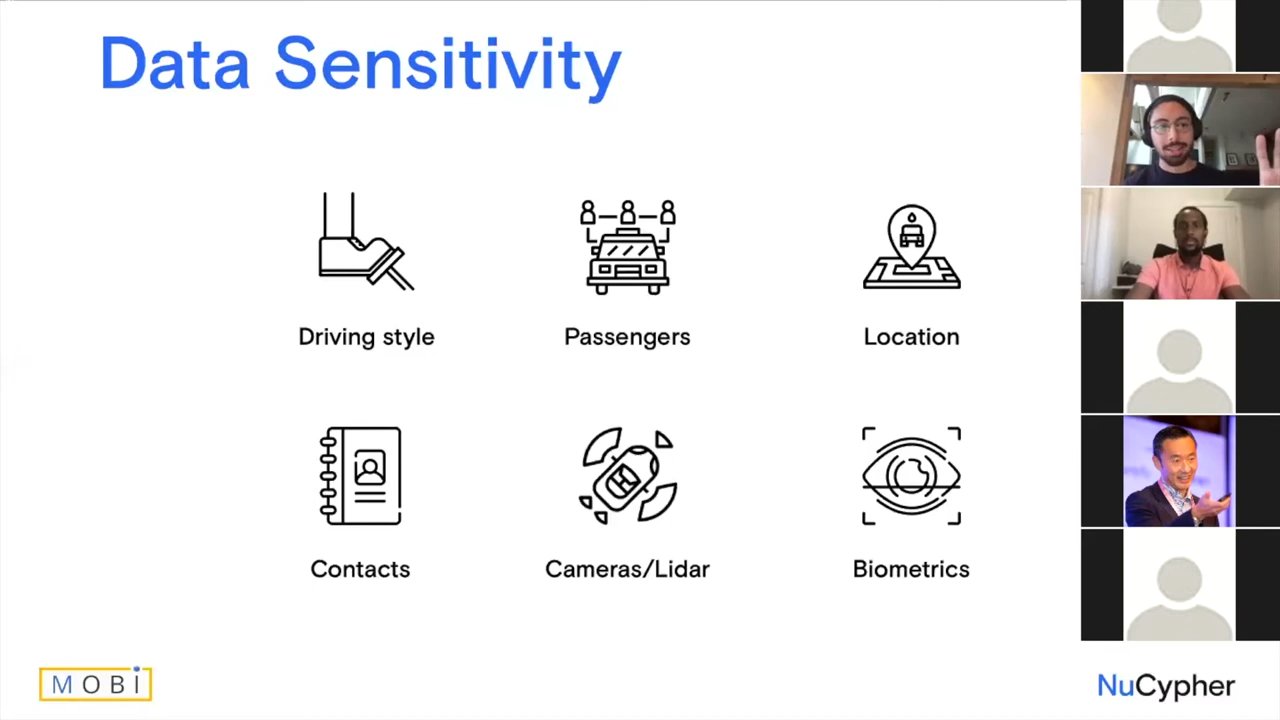 Data Sensitivity
Driving style
Passengers
Location
Contacts
Cameras/Lidar
Biometrics
MOBI
NuCypher